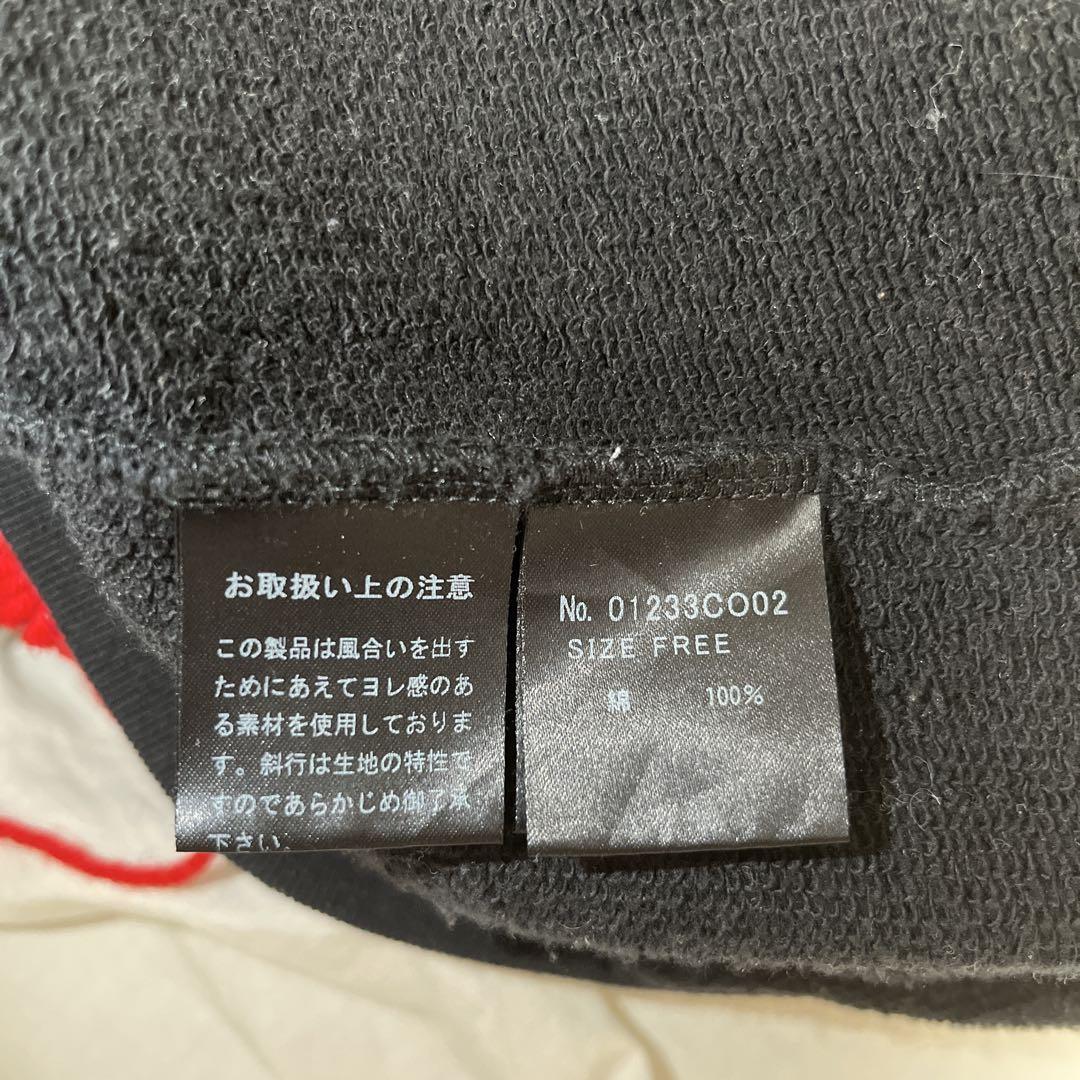 お取扱い上の注意
この製品は風合いを出す
ためにあえてヨレ感のあ
る素材を使用しておりま
す。斜行は生地の特性で
すのであらかじめ御了承
下さい。
No. 01233CO02
SIZE FREE
綿 100%